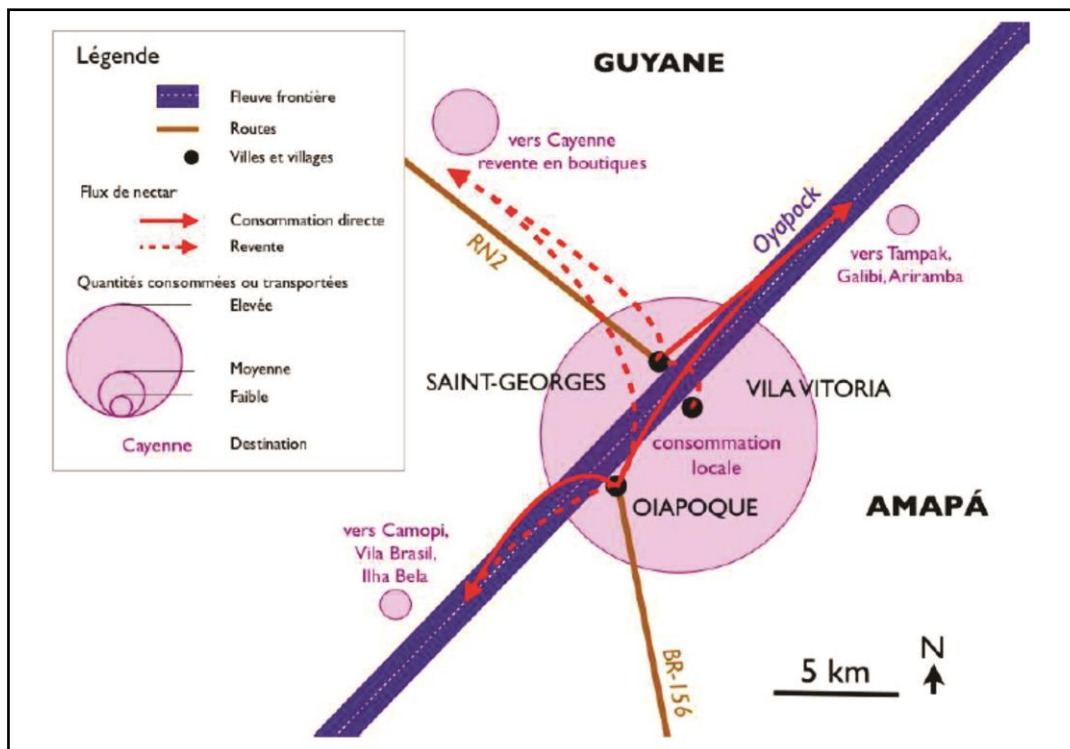 Légende
Fleuve frontière
Routes
Villes et villages
Flux de nectar
Consommation directe
Revente
Quantités consommées ou transportées
Elevée
Moyenne
Faible
Cayenne
Destination
GUYANE
vers Cayenne
revente en boutiques
RN2
Oyapock
vers Tampak,
Galibi, Ariramba
SAINT-GEORGES
VILA VITORIA
consommation
locale
OIAPOQUE
AMAPÁ
vers Camopi,
Vila Brasil,
Ilha Bela
BR-156
5 km
N